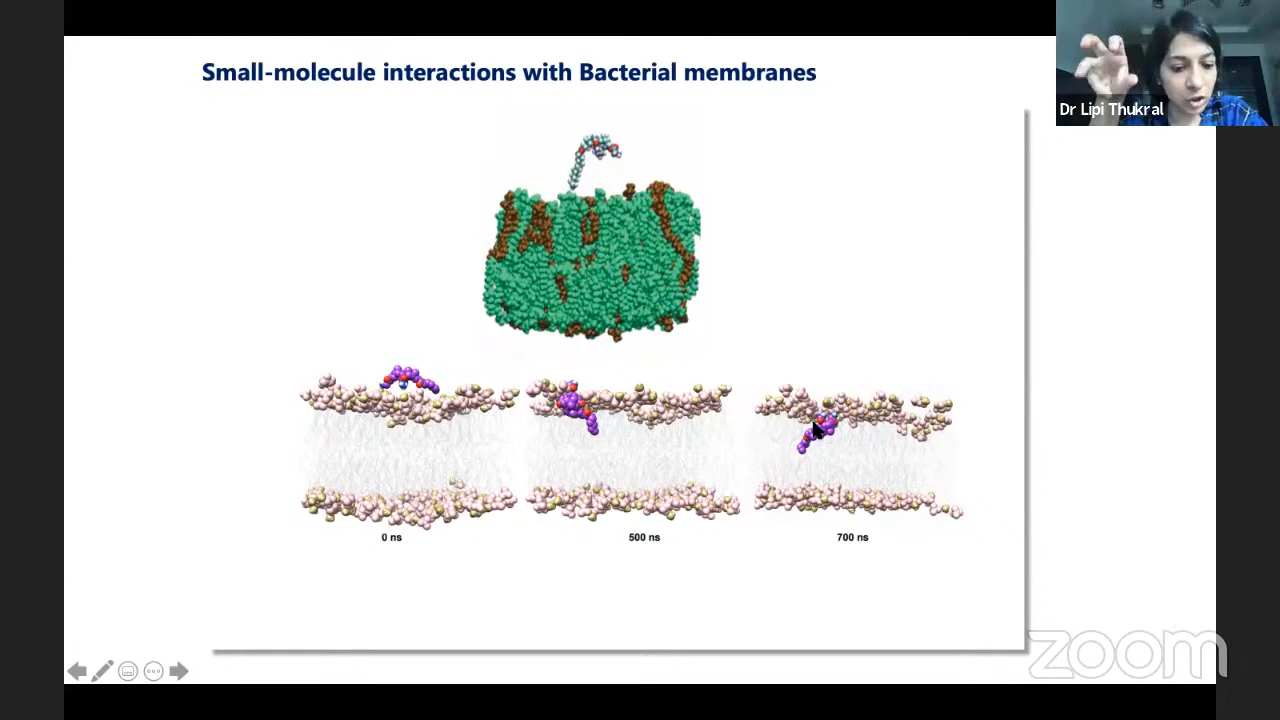 Small-molecule interactions with Bacterial membranes
Dr Lipi Thukral
0 ns
500 ns
700 ns
zoom